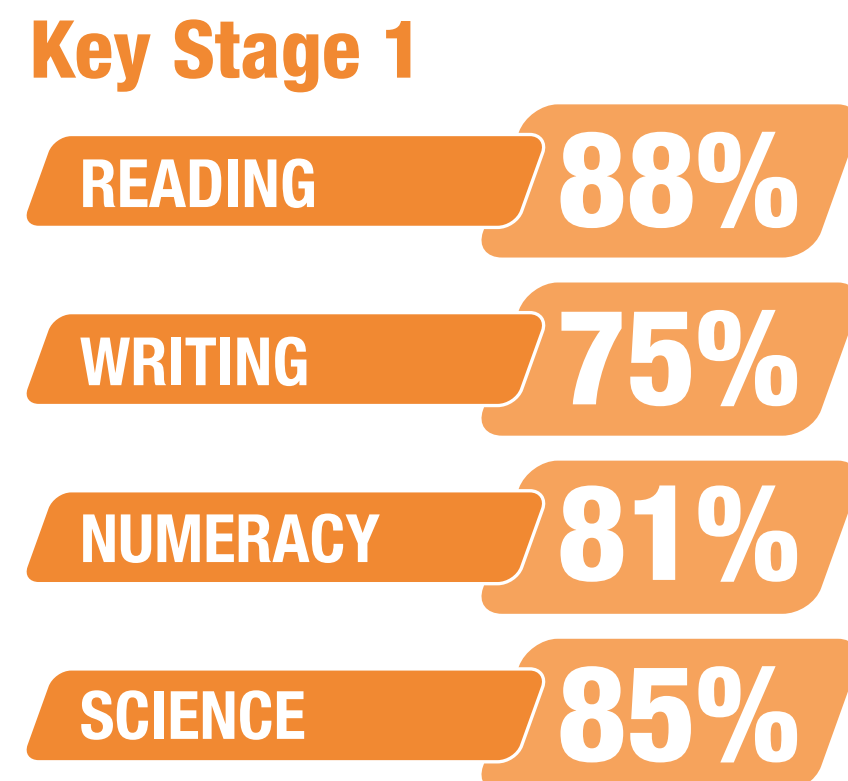 Key Stage 1
READING 88%
WRITING 75%
NUMERACY 81%
SCIENCE 85%